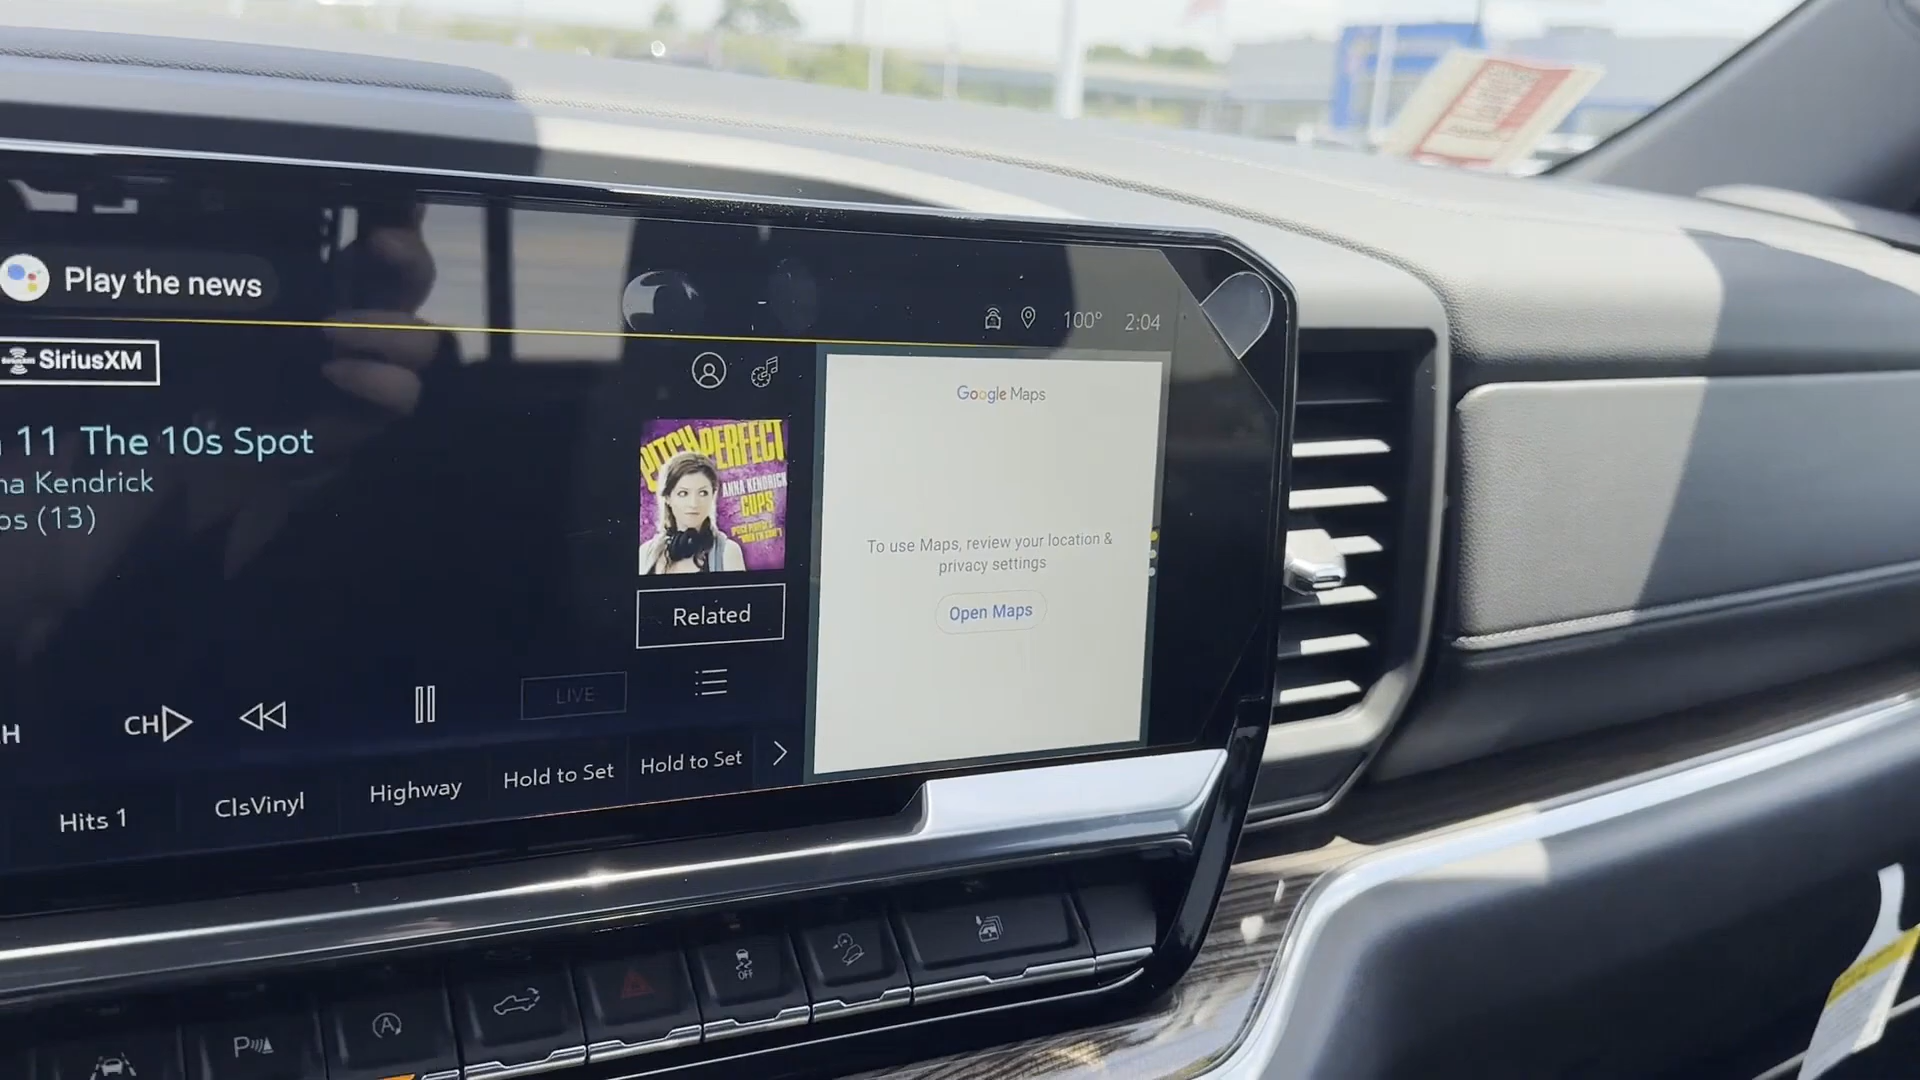 Play the news
100° 2:04
SiriusXM
11 The 10s Spot
na Kendrick
ps (13)
PITCH PERFECT
ANNA KENDRICK
CUPS
Related
Google Maps
To use Maps, review your location &
privacy settings
Open Maps
H
CH
LIVE
Hits 1
ClsVinyl
Highway
Hold to Set
Hold to Set
OFF
A
P